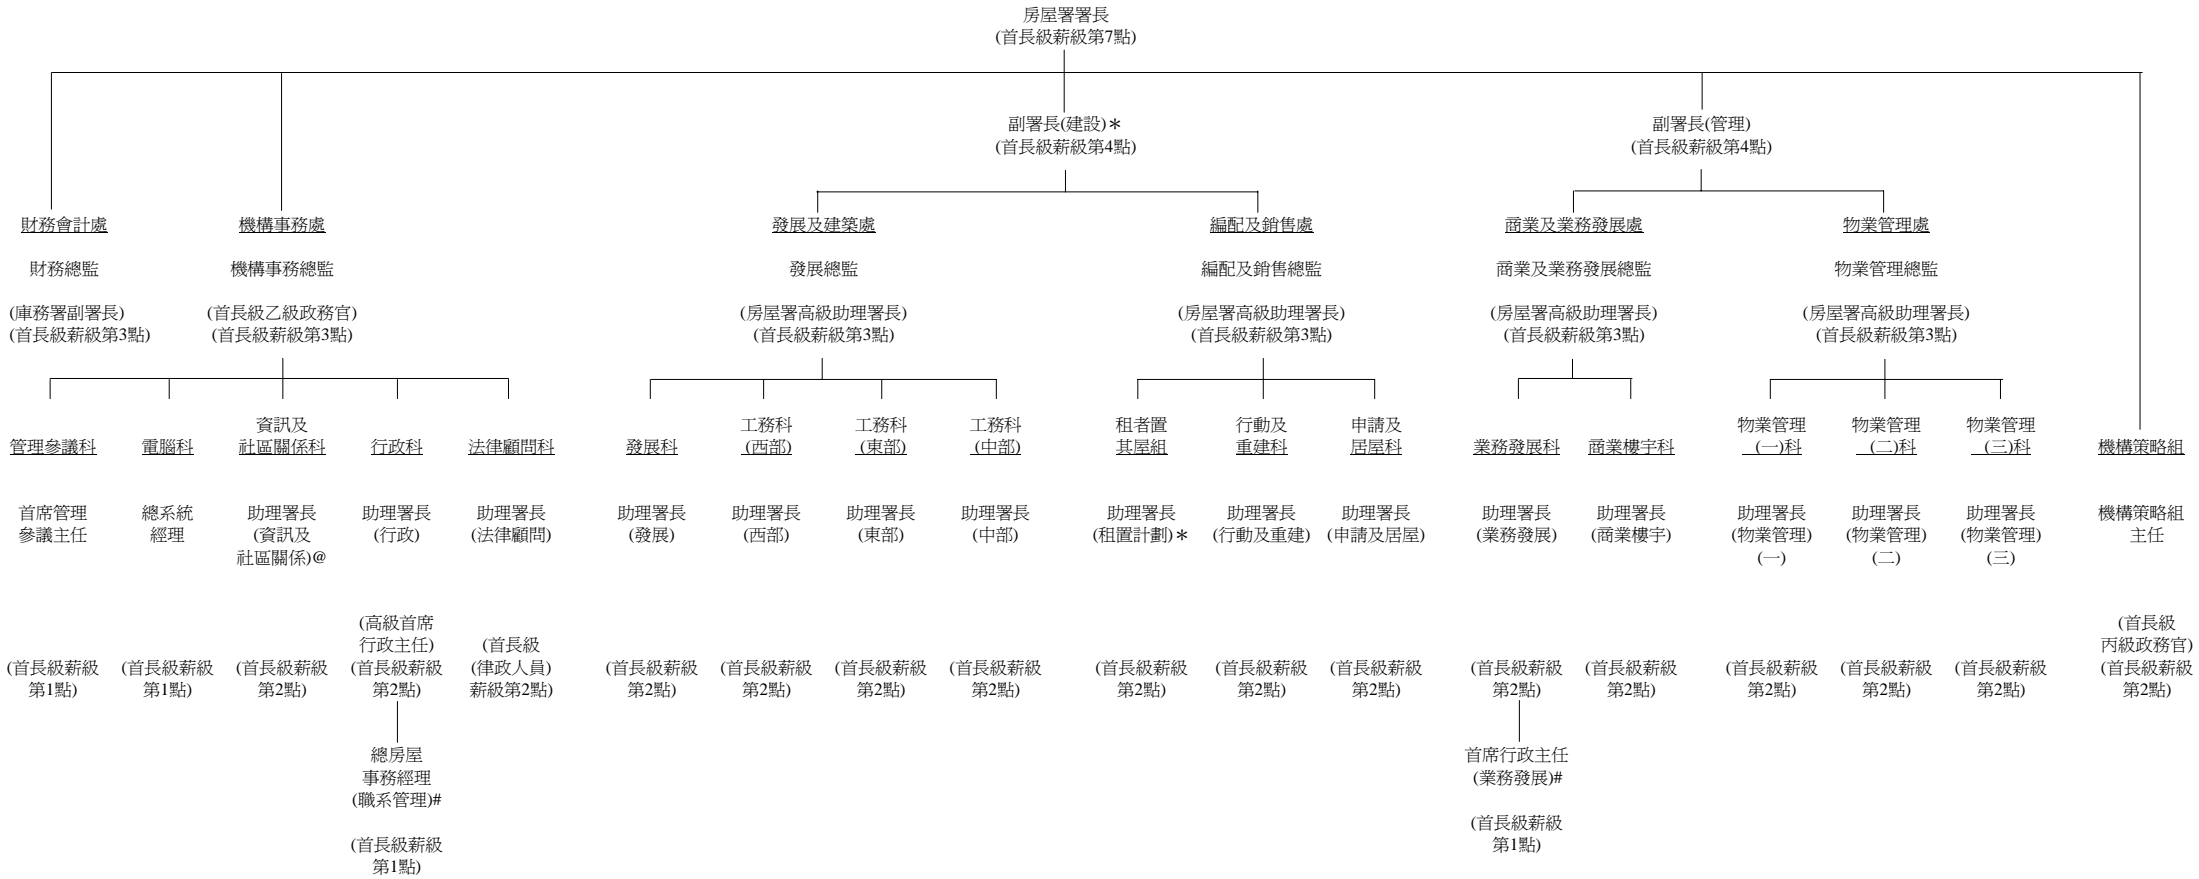 房屋署署長
(首長級薪級第7點)
副署長(建設)＊
(首長級薪級第4點)
副署長(管理)
(首長級薪級第4點)
財務會計處
財務總監
(庫務署副署長)
(首長級薪級第3點)
機構事務處
機構事務總監
(首長級乙級政務官)
(首長級薪級第3點)
發展及建築處
發展總監
(房屋署高級助理署長)
(首長級薪級第3點)
編配及銷售處
編配及銷售總監
(房屋署高級助理署長)
(首長級薪級第3點)
商業及業務發展處
商業及業務發展總監
(房屋署高級助理署長)
(首長級薪級第3點)
物業管理處
物業管理總監
(房屋署高級助理署長)
(首長級薪級第3點)
管理參議科
首席管理
參議主任
(首長級薪級
第1點)
電腦科
總系統
經理
(首長級薪級
第1點)
資訊及
社區關係科
助理署長
(資訊及
社區關係)@
(首長級薪級
第2點)
行政科
助理署長
(行政)
(高級首席
行政主任)
(首長級薪級
第2點)
總房屋
事務經理
(職系管理)#
(首長級薪級
第1點)
法律顧問科
助理署長
(法律顧問)
(首長級
(律政人員)
薪級第2點)
發展科
助理署長
(發展)
(首長級薪級
第2點)
工務科
(西部)
助理署長
(西部)
(首長級薪級
第2點)
工務科
(東部)
助理署長
(東部)
(首長級薪級
第2點)
工務科
(中部)
助理署長
(中部)
(首長級薪級
第2點)
租者置
其屋組
助理署長
(租置計劃)＊
(首長級薪級
第2點)
行動及
重建科
助理署長
(行動及重建)
(首長級薪級
第2點)
申請及
居屋科
助理署長
(申請及居屋)
(首長級薪級
第2點)
業務發展科
助理署長
(業務發展)
(首長級薪級
第2點)
首席行政主任
(業務發展)#
(首長級薪級
第1點)
商業樓宇科
助理署長
(商業樓宇)
(首長級薪級
第2點)
物業管理
(一)科
助理署長
(物業管理)
(一)
(首長級薪級
第2點)
物業管理
(二)科
助理署長
(物業管理)
(二)
(首長級薪級
第2點)
物業管理
(三)科
助理署長
(物業管理)
(三)
(首長級薪級
第2點)
機構策略組
機構策略組
主任
(首長級
丙級政務官)
(首長級薪級
第2點)